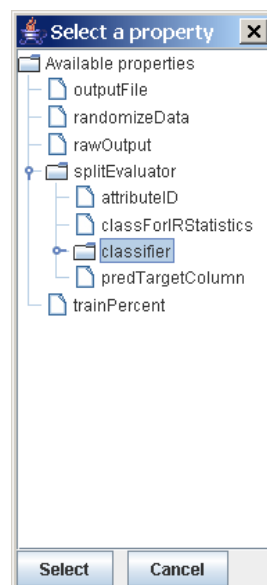 Select a property
Available properties
outputFile
randomizeData
rawOutput
splitEvaluator
attributeID
classForIRStatistics
classifier
predTargetColumn
trainPercent
Select Cancel